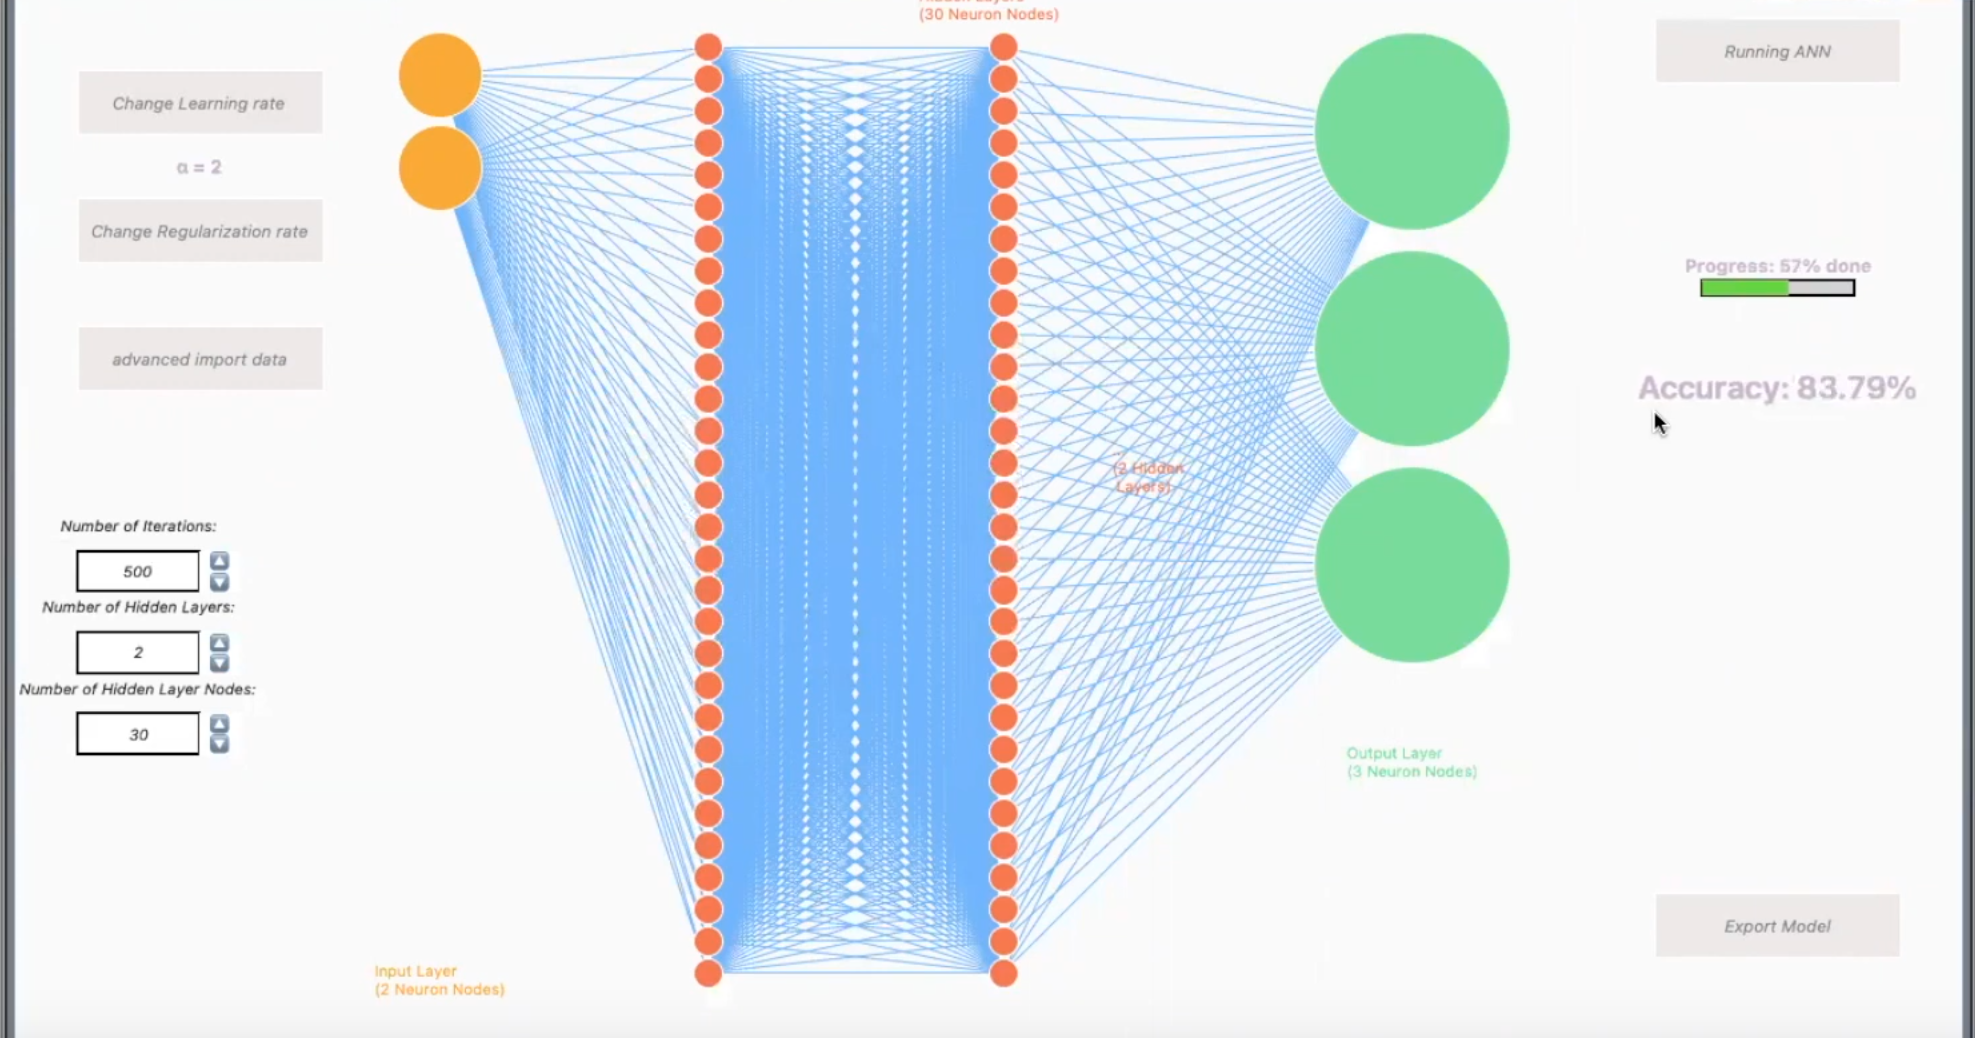 (30 Neuron Nodes)
Running ANN
Change Learning rate
α = 2
Change Regularization rate
Progress: 57% done
advanced import data
Accuracy: 83.79%
(2 Hidden
Layers)
Number of Iterations:
500
Number of Hidden Layers:
2
Number of Hidden Layer Nodes:
30
Output Layer
(3 Neuron Nodes)
Export Model
Input Layer
(2 Neuron Nodes)